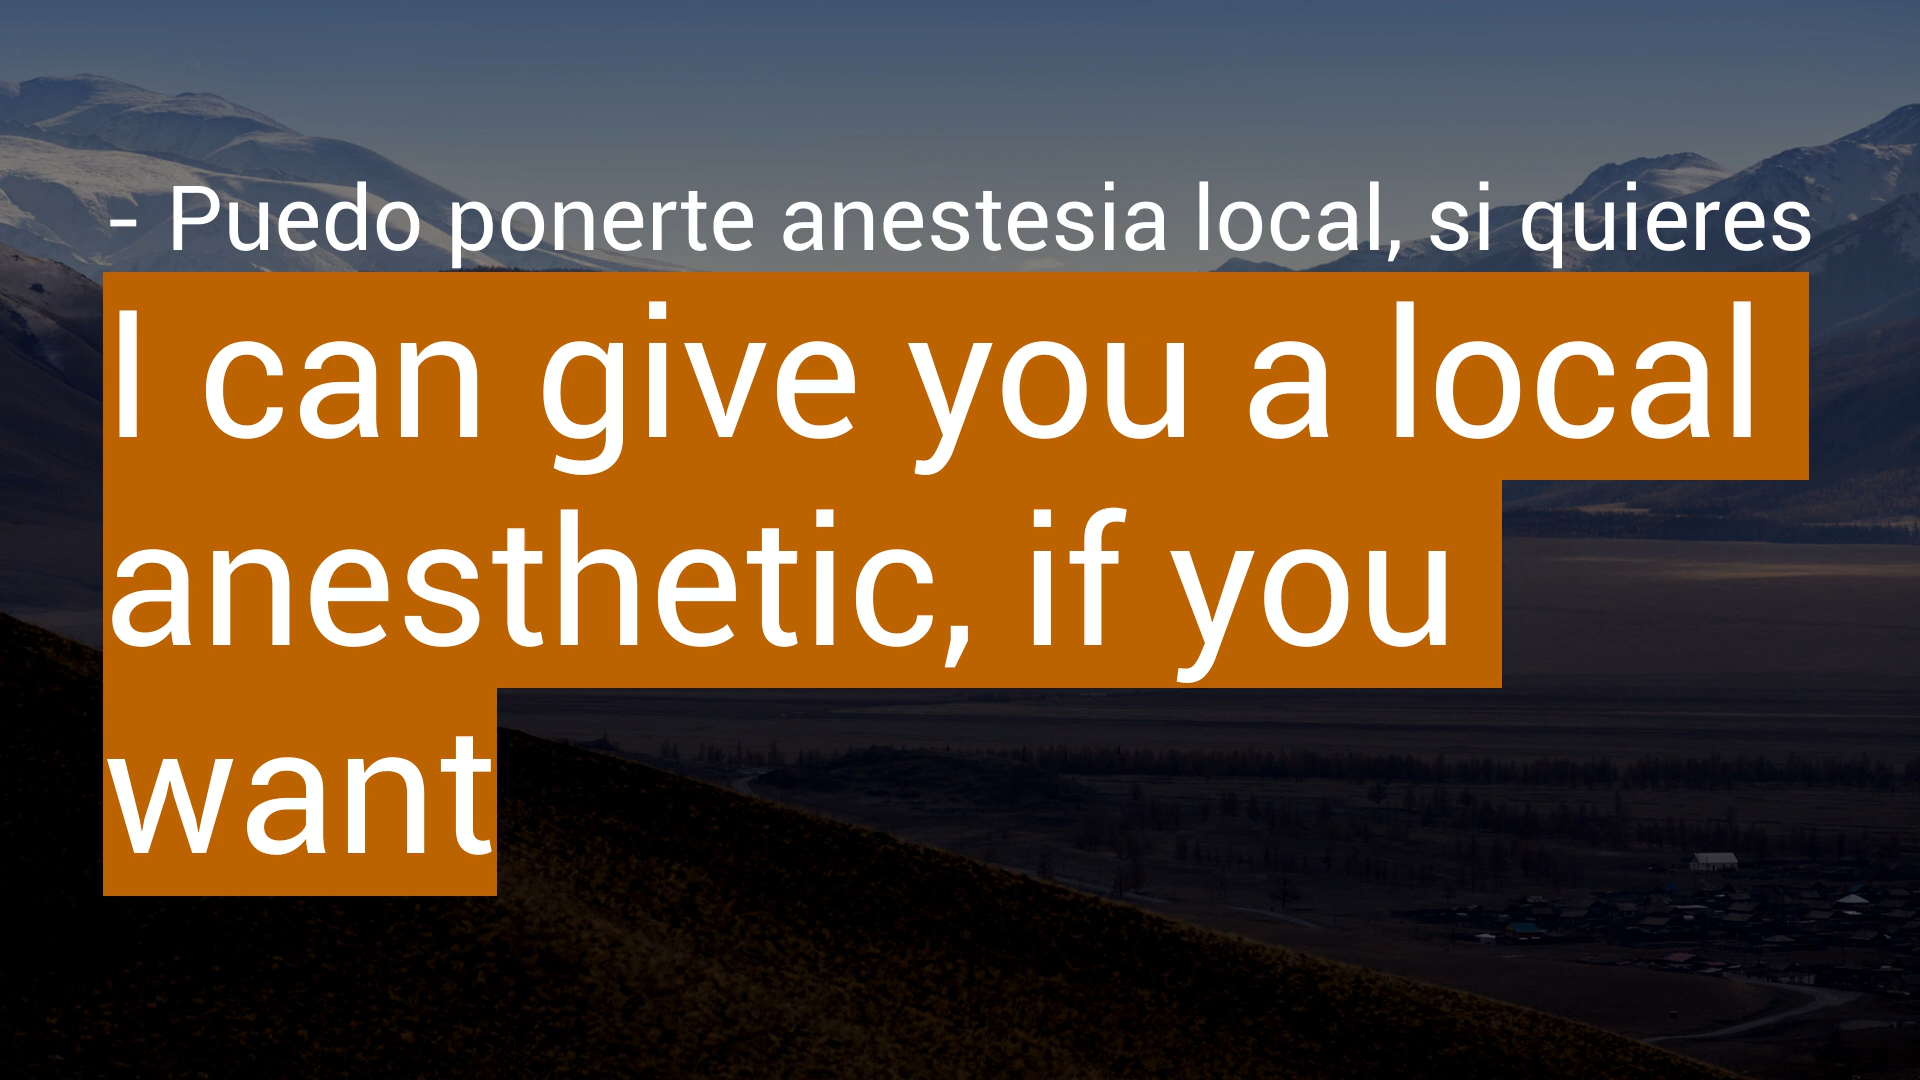 - Puedo ponerte anestesia local, si quieres
I can give you a local
anesthetic, if you
want